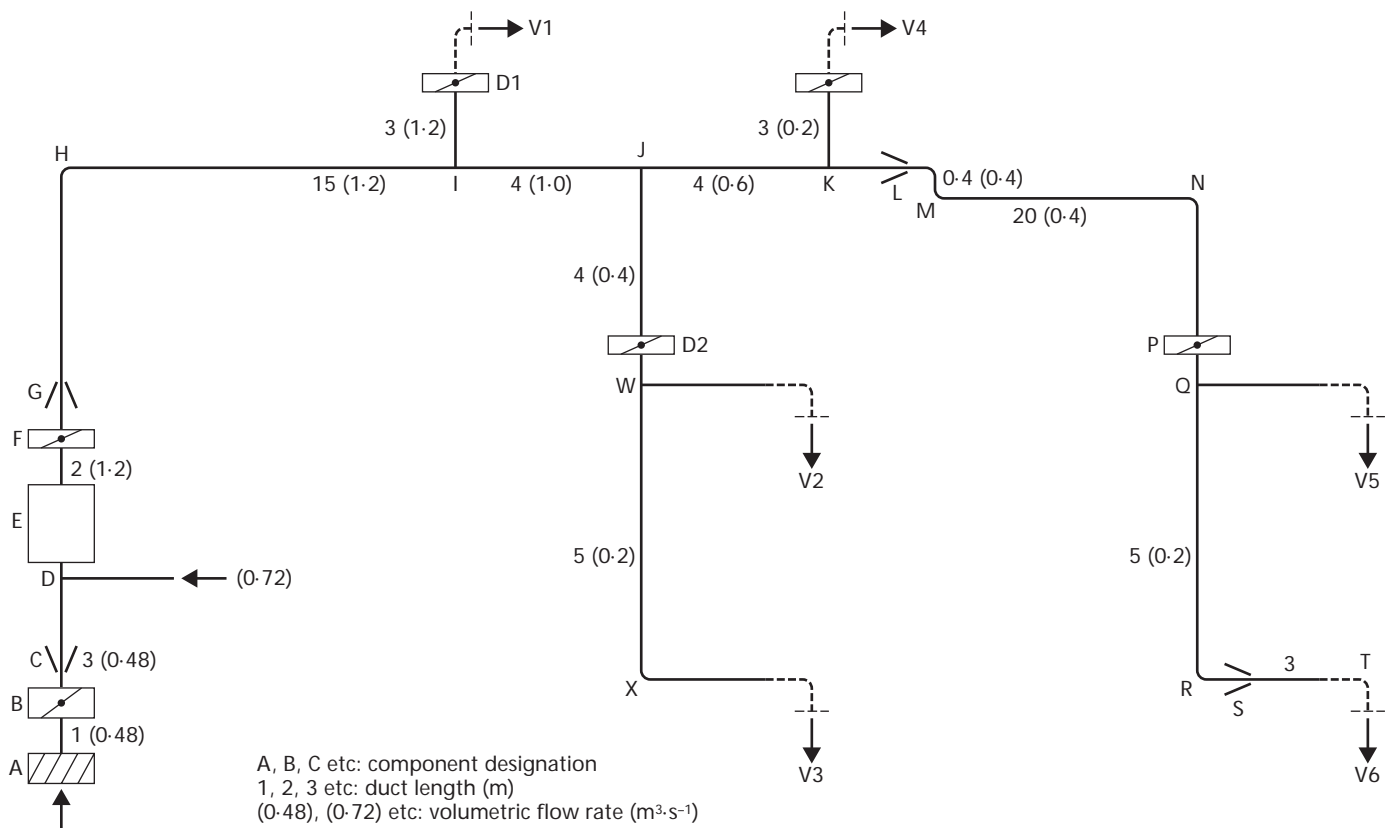 V1
V4
D1
3 (1·2)
3 (0·2)
H
J
N
15 (1·2)
I
4 (1·0)
4 (0·6)
K
L
0·4 (0·4)
M
20 (0·4)
4 (0·4)
D2
P
W
Q
G
F
2 (1·2)
V2
V5
E
5 (0·2)
5 (0·2)
D
(0·72)
C
3 (0·48)
B
X
R
S
3
T
1 (0·48)
A
A, B, C etc: component designation
1, 2, 3 etc: duct length (m)
(0·48), (0·72) etc: volumetric flow rate (m³·s⁻¹)
V3
V6